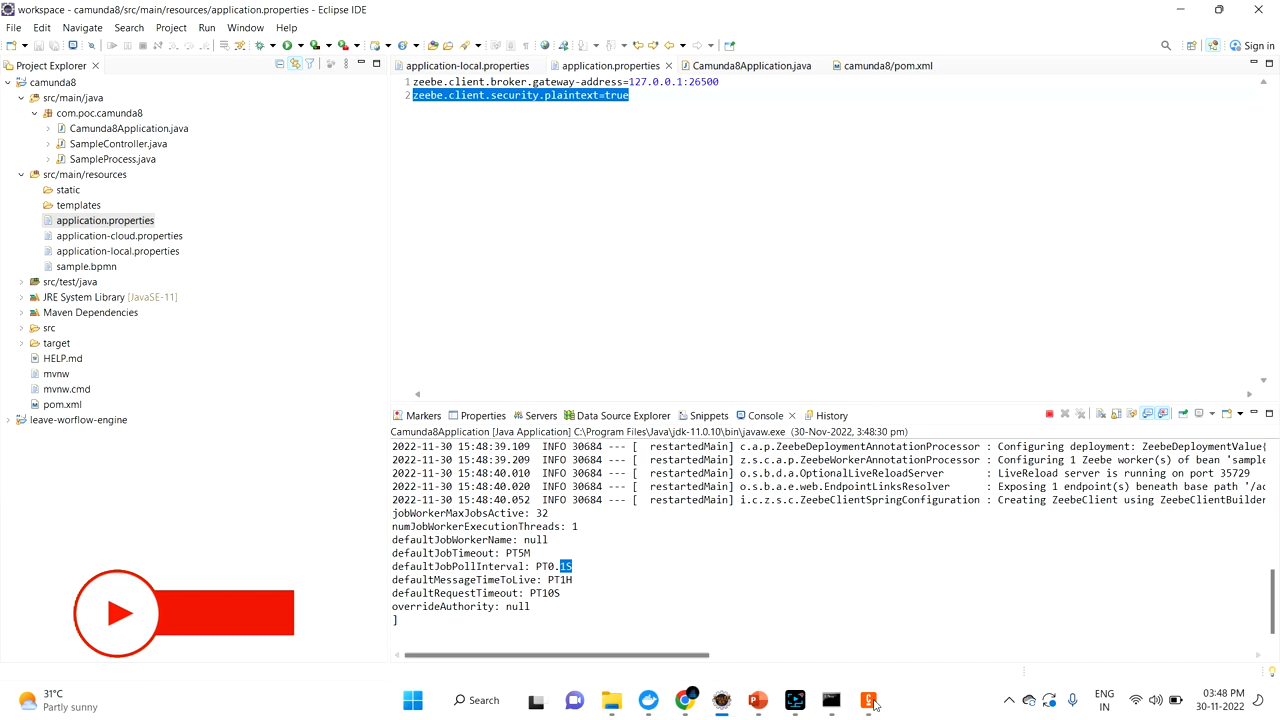 workspace - camunda8/src/main/resources/application.properties - Eclipse IDE
File Edit Navigate Search Project Run Window Help
Sign in
Project Explorer
application-local.properties application.properties Camunda8Application.java camunda8/pom.xml
camunda8
src/main/java
com.poc.camunda8
Camunda8Application.java
SampleController.java
SampleProcess.java
src/main/resources
static
templates
application.properties
application-cloud.properties
application-local.properties
sample.bpmn
src/test/java
JRE System Library [JavaSE-11]
Maven Dependencies
src
target
HELP.md
mvnw
mvnw.cmd
pom.xml
leave-worflow-engine
1 zeebe.client.broker.gateway-address=127.0.0.1:26500
2 zeebe.client.security.plaintext=true
Markers Properties Servers Data Source Explorer Snippets Console History
Camunda8Application [Java Application] C:\Program Files\Java\jdk-11.0.10\bin\javaw.exe (30-Nov-2022, 3:48:30 pm)
2022-11-30 15:48:39.109 INFO 30684 --- [ restartedMain] c.a.p.ZeebeDeploymentAnnotationProcessor : Configuring deployment: ZeebeDeploymentValue{
2022-11-30 15:48:39.209 INFO 30684 --- [ restartedMain] z.s.c.a.p.ZeebeWorkerAnnotationProcessor : Configuring 1 Zeebe worker(s) of bean 'sample
2022-11-30 15:48:40.010 INFO 30684 --- [ restartedMain] o.s.b.d.a.OptionalLiveReloadServer : LiveReload server is running on port 35729
2022-11-30 15:48:40.020 INFO 30684 --- [ restartedMain] o.s.b.a.e.web.EndpointLinksResolver : Exposing 1 endpoint(s) beneath base path '/ac
2022-11-30 15:48:40.052 INFO 30684 --- [ restartedMain] i.c.z.s.c.ZeebeClientSpringConfiguration : Creating ZeebeClient using ZeebeClientBuilder
jobWorkerMaxJobsActive: 32
numJobWorkerExecutionThreads: 1
defaultJobWorkerName: null
defaultJobTimeout: PT5M
defaultJobPollInterval: PT0.1S
defaultMessageTimeToLive: PT1H
defaultRequestTimeout: PT10S
overrideAuthority: null
]
31°C
Partly sunny
Search
ENG
IN
03:48 PM
30-11-2022